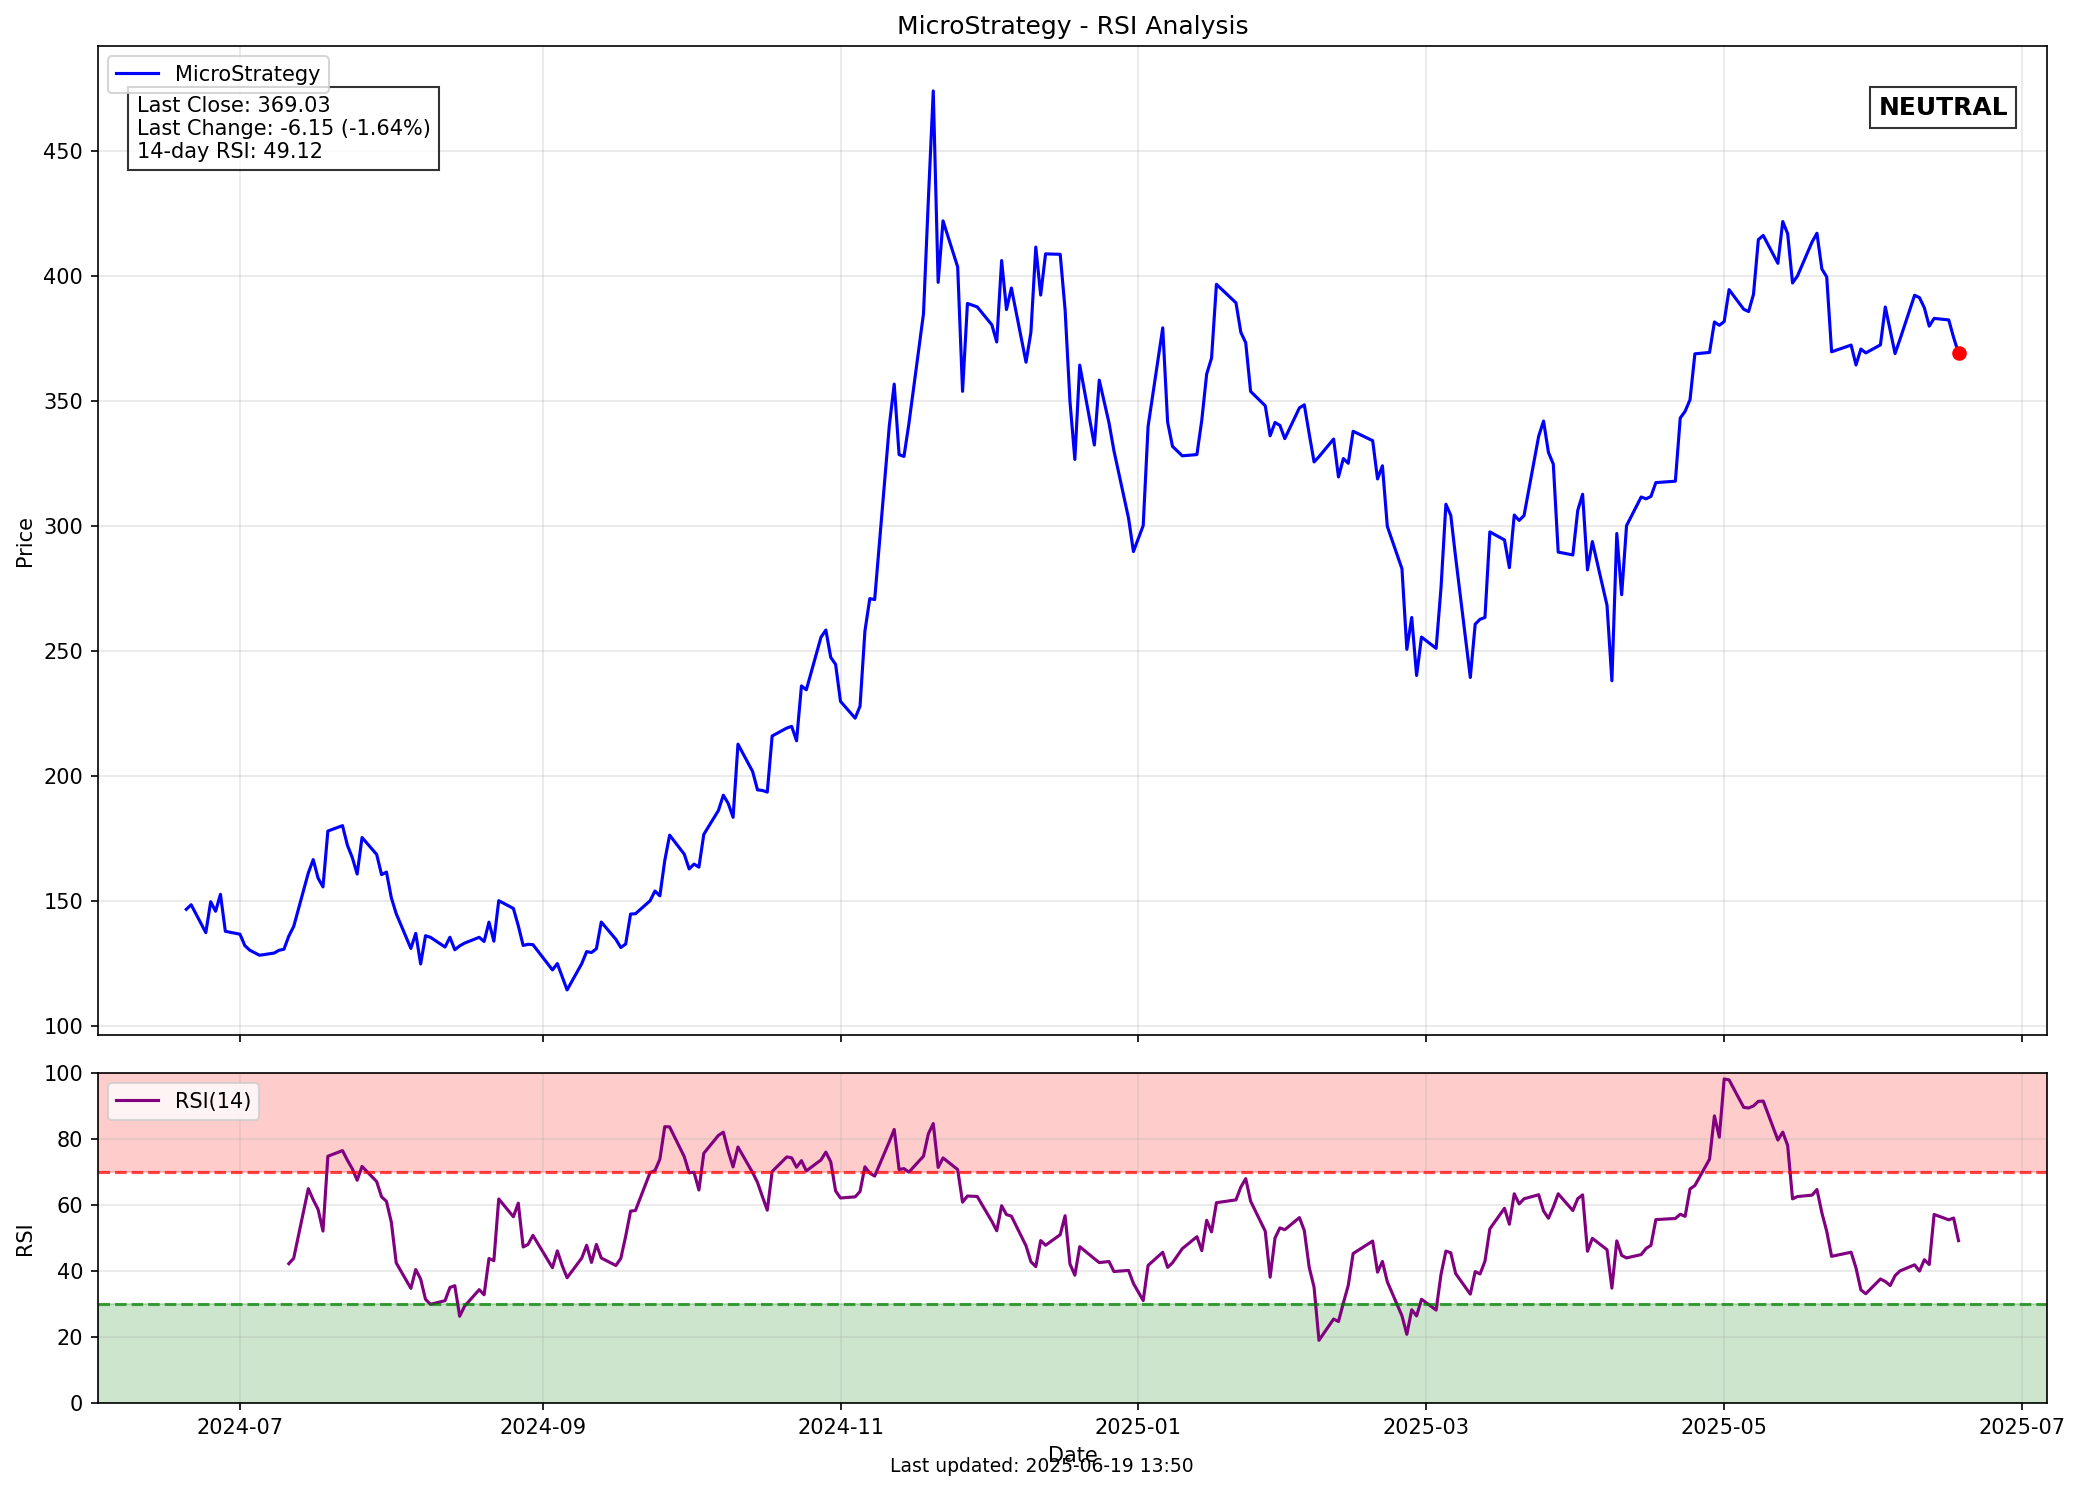 MicroStrategy - RSI Analysis
MicroStrategy
Last Close: 369.03
Last Change: -6.15 (-1.64%)
14-day RSI: 49.12
NEUTRAL
450
400
350
300
250
200
150
100
Price
100
80
60
40
20
0
RSI
RSI(14)
2024-07
2024-09
2024-11
2025-01
2025-03
2025-05
2025-07
Date
Last updated: 2025-06-19 13:50